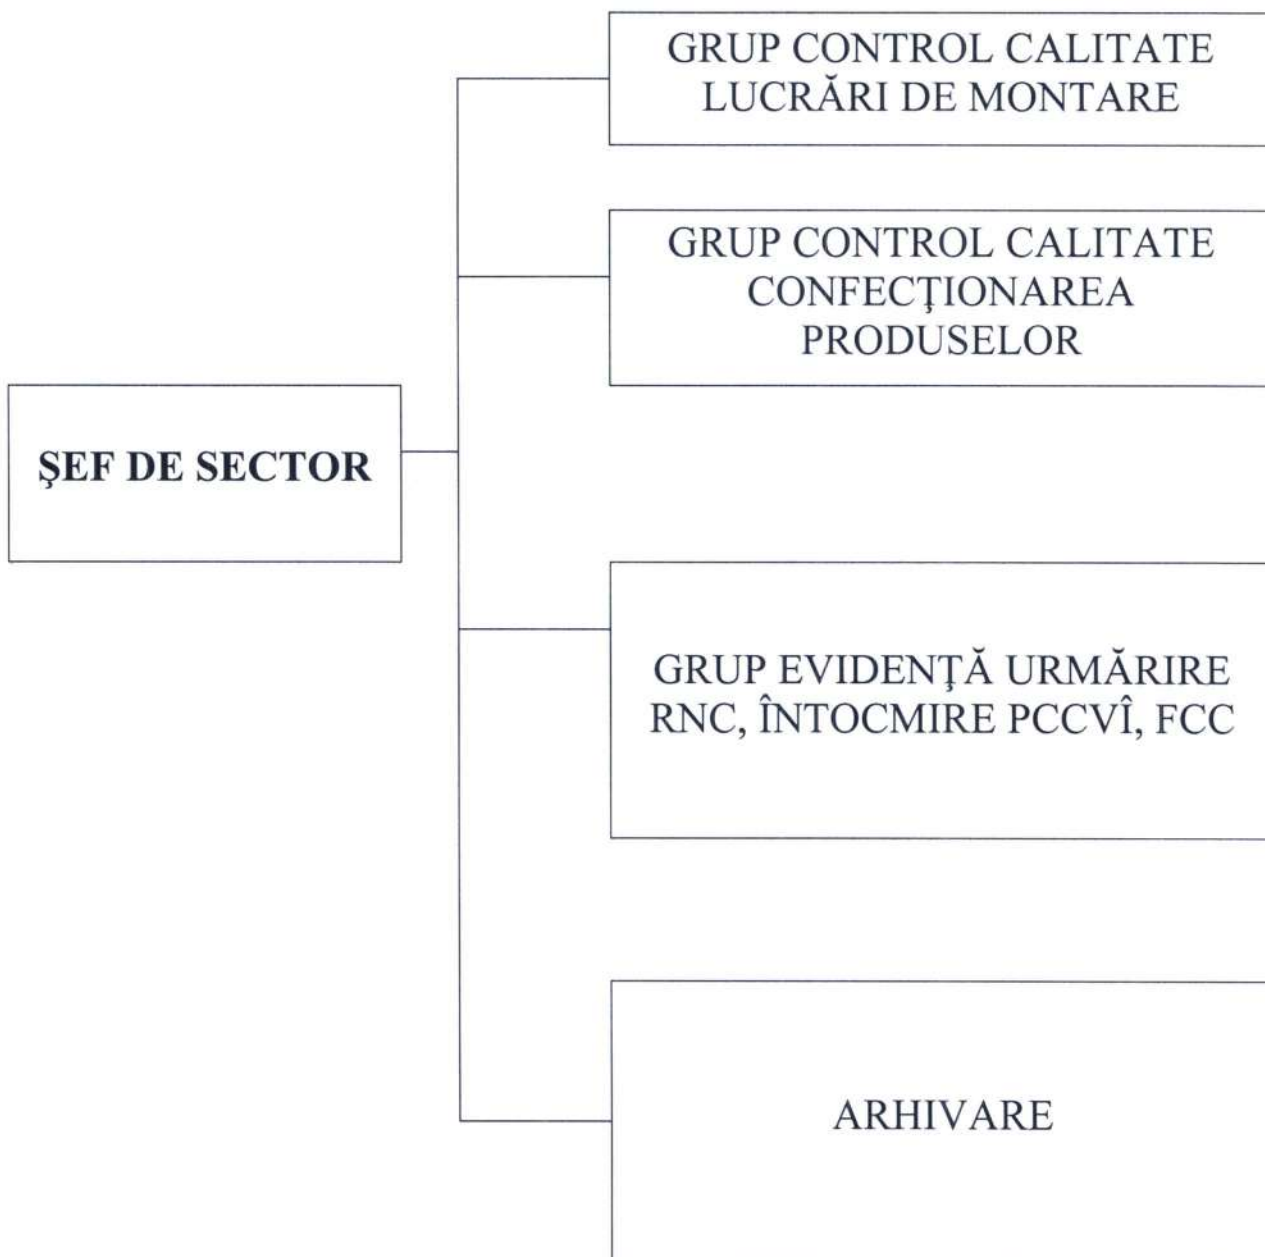 GRUP CONTROL CALITATE
LUCRĂRI DE MONTARE
GRUP CONTROL CALITATE
CONFECŢIONAREA
PRODUSELOR
ŞEF DE SECTOR
GRUP EVIDENŢĂ URMĂRIRE
RNC, ÎNTOCMIRE PCCVÎ, FCC
ARHIVARE